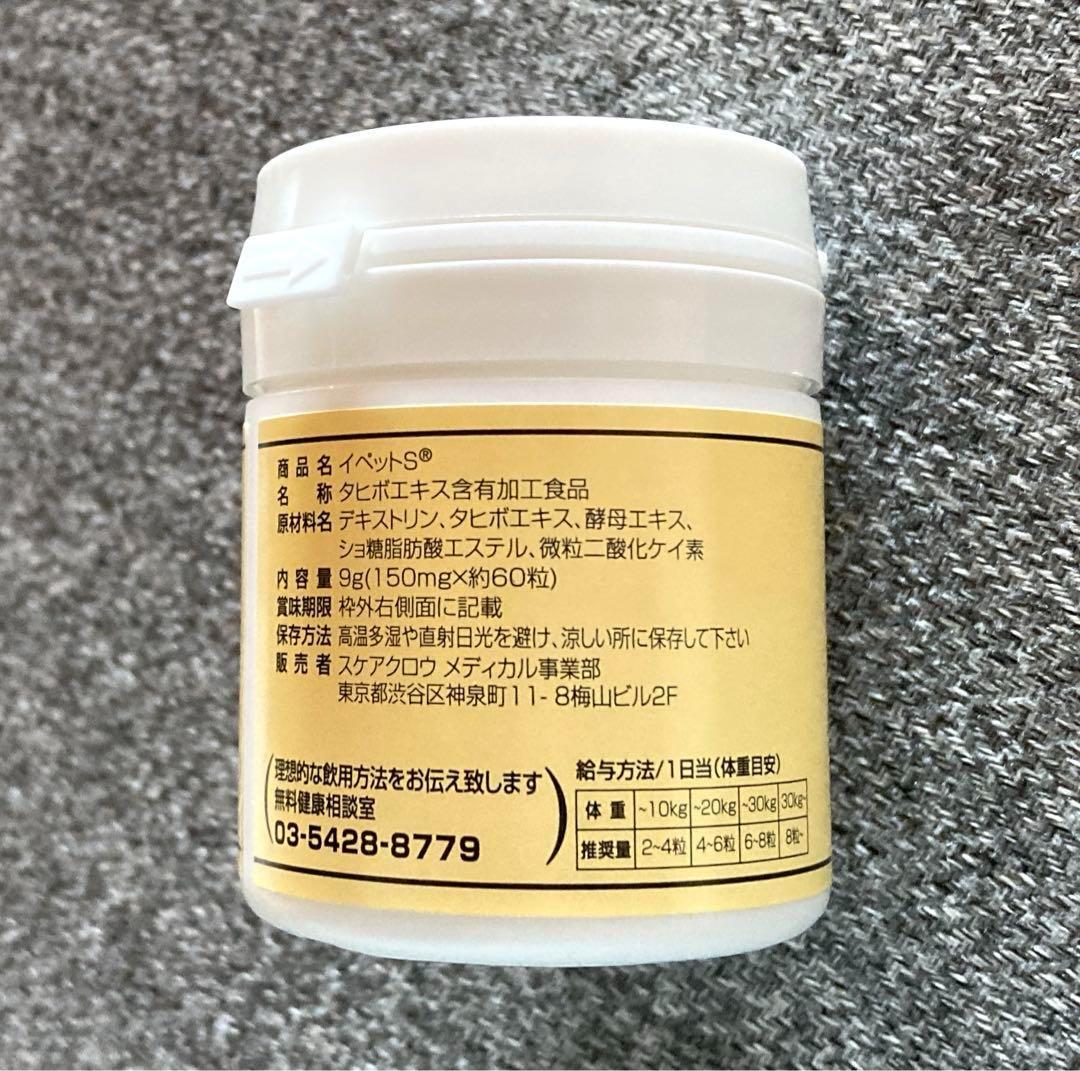 商品名 イペットS®
名称 タヒボエキス含有加工食品
原材料名 デキストリン、タヒボエキス、酵母エキス、
ショ糖脂肪酸エステル、微粒二酸化ケイ素
内容量 9g(150mg×約60粒)
賞味期限 枠外右側面に記載
保存方法 高温多湿や直射日光を避け、涼しい所に保存して下さい
販売者 スケアクロウ メディカル事業部
東京都渋谷区神泉町11-8梅山ビル2F
理想的な飲用方法をお伝え致します
無料健康相談室
03-5428-8779
給与方法/1日当(体重目安)
体重 ~10kg ~20kg ~30kg 30kg~
推奨量 2~4粒 4~6粒 6~8粒 8粒~